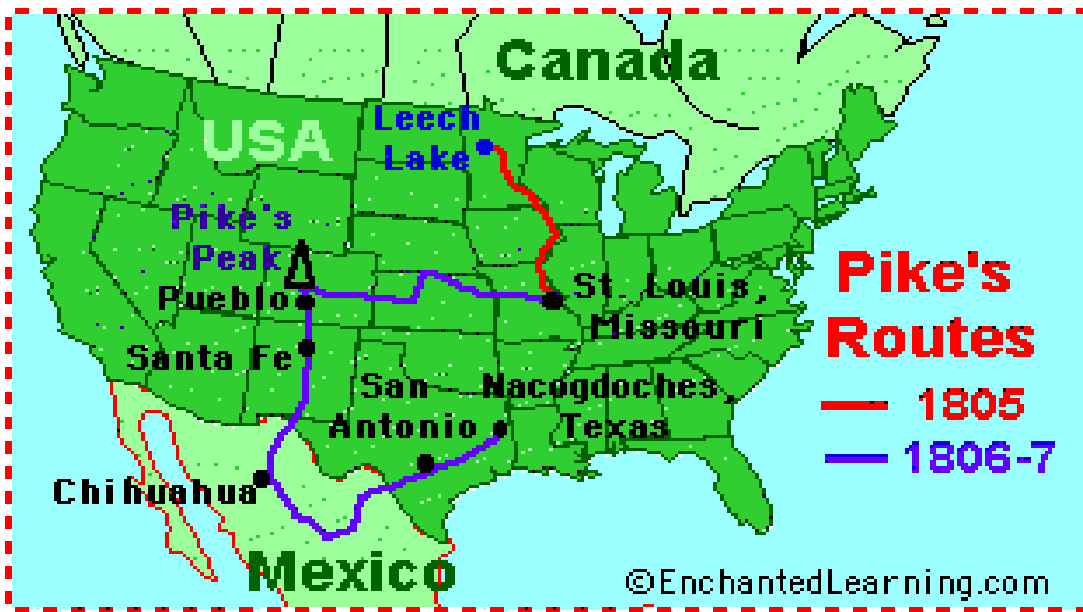 Canada
USA
Leech
Lake
Pike's
Peak
Pueblo
St. Louis,
Missouri
Santa Fe
San
Antonio
Nacogdoches,
Texas
Chihuahua
Mexico
Pike's
Routes
1805
1806-7
©EnchantedLearning.com